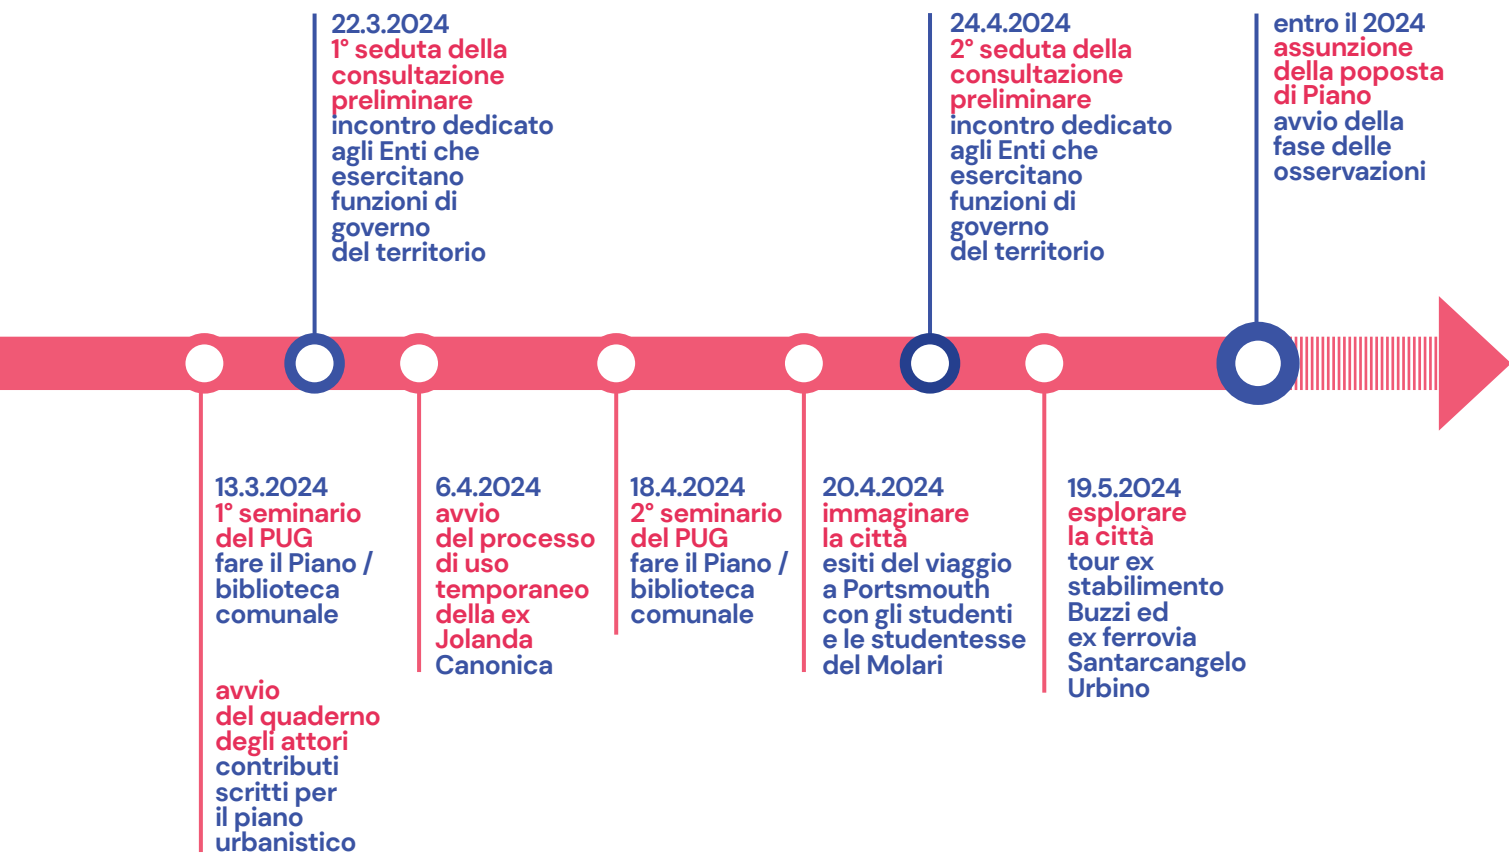 22.3.2024
1° seduta della
consultazione
preliminare
incontro dedicato
agli Enti che
esercitano
funzioni di
governo
del territorio
24.4.2024
2° seduta della
consultazione
preliminare
incontro dedicato
agli Enti che
esercitano
funzioni di
governo
del territorio
entro il 2024
assunzione
della poposta
di Piano
avvio della
fase delle
osservazioni
13.3.2024
1° seminario
del PUG
fare il Piano /
biblioteca
comunale
avvio
del quaderno
degli attori
contributi
scritti per
il piano
urbanistico
6.4.2024
avvio
del processo
di uso
temporaneo
della ex
Jolanda
Canonica
18.4.2024
2° seminario
del PUG
fare il Piano /
biblioteca
comunale
20.4.2024
immaginare
la città
esiti del viaggio
a Portsmouth
con gli studenti
e le studentesse
del Molari
19.5.2024
esplorare
la città
tour ex
stabilimento
Buzzi ed
ex ferrovia
Santarcangelo
Urbino